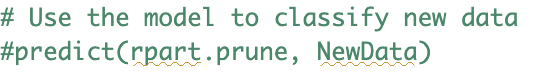 # Use the model to classify new data
#predict(rpart.prune, NewData)